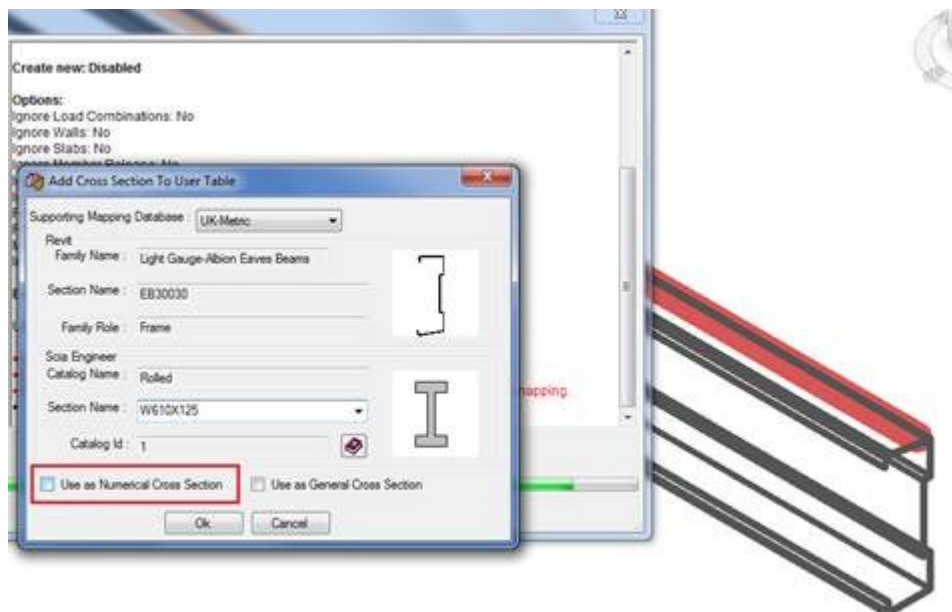 Create new: Disabled
Options:
Ignore Load Combinations: No
Ignore Walls: No
Ignore Slabs: No
Add Cross Section To User Table
Supporting Mapping Database : UK-Metric
Revit
Family Name : Light Gauge-Albion Eaves Beams
Section Name : EB30030
Family Role : Frame
Scia Engineer
Catalog Name : Rolled
Section Name : W610X125
mapping.
Catalog Id : 1
Use as Numerical Cross Section Use as General Cross Section
Ok Cancel